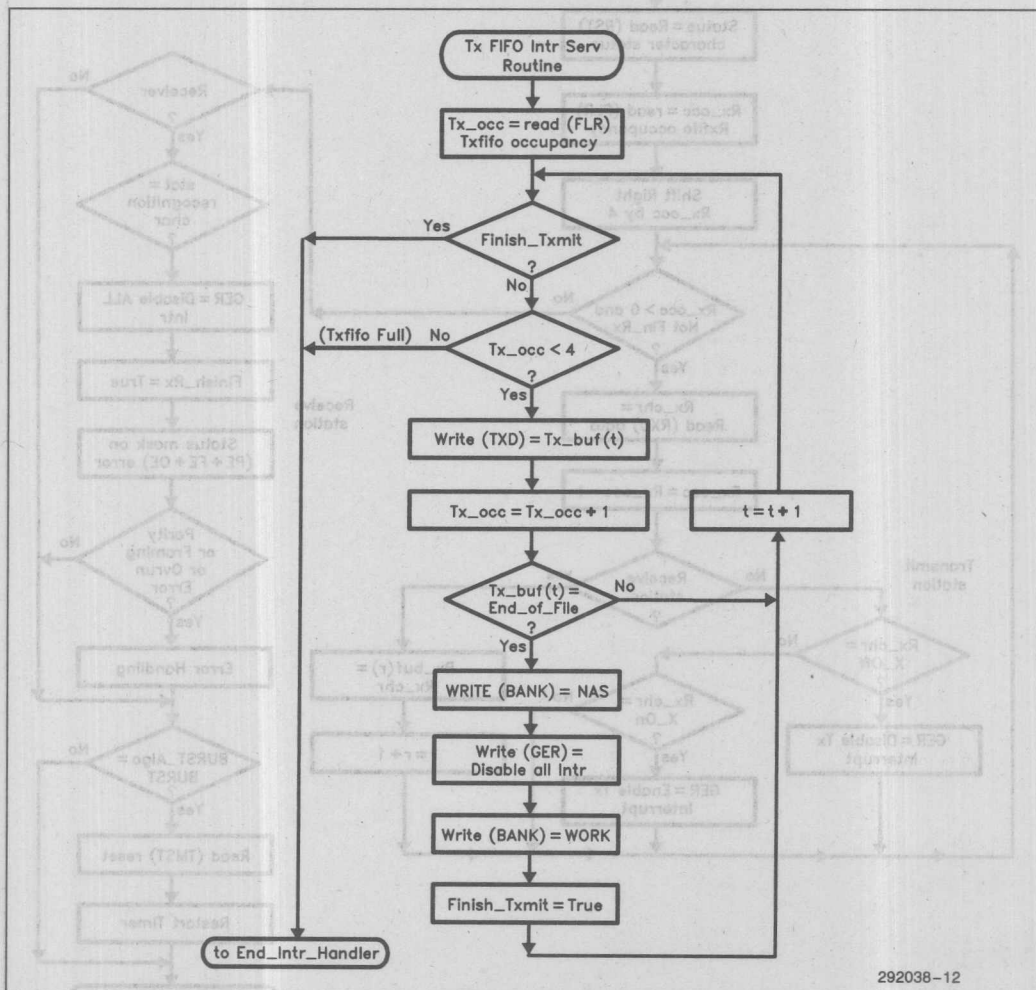 Tx FIFO Intr Serv
Routine
Tx_occ = read (FLR)
Txfifo occupancy
Yes
Finish_Txmit
?
No
(Txfifo Full) No
Tx_occ < 4
?
Yes
Write (TXD) = Tx_buf(t)
Tx_occ = Tx_occ + 1
t = t + 1
Tx_buf(t) =
End_of_File
?
No
Yes
WRITE (BANK) = NAS
Write (GER) =
Disable all Intr
Write (BANK) = WORK
Finish_Txmit = True
to End_Intr_Handler
292038-12